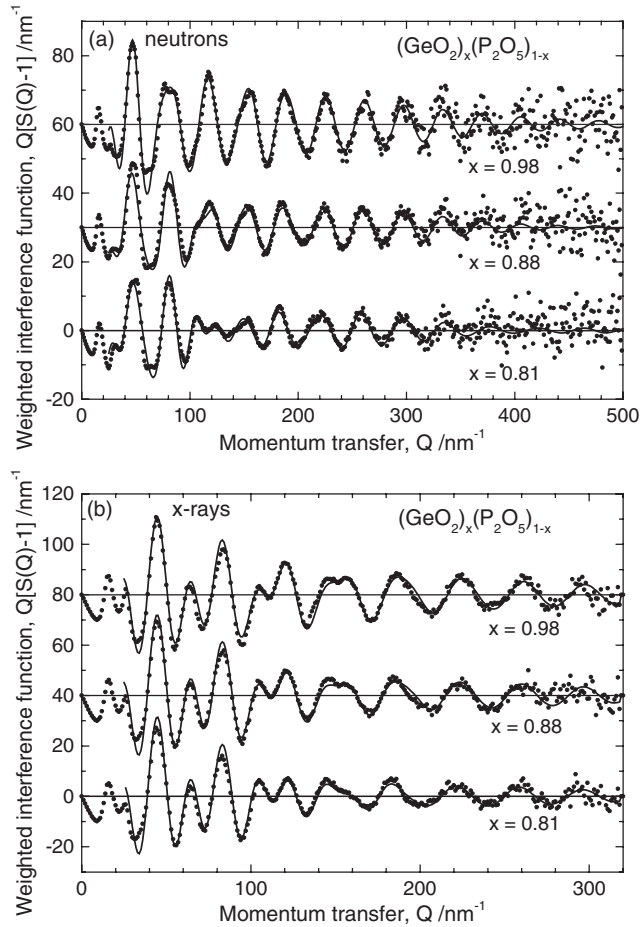 (a) neutrons (GeO₂)ₓ(P₂O₅)₁₋ₓ
80
60
x = 0.98
40
x = 0.88
20
0
x = 0.81
-20
0 100 200 300 400 500
Momentum transfer, Q /nm⁻¹
Weighted interference function, Q[S(Q)-1] /nm⁻¹
120
(b) x-rays (GeO₂)ₓ(P₂O₅)₁₋ₓ
100
80
x = 0.98
60
40
x = 0.88
20
0
x = 0.81
-20
0 100 200 300
Momentum transfer, Q /nm⁻¹
Weighted interference function, Q[S(Q)-1] /nm⁻¹